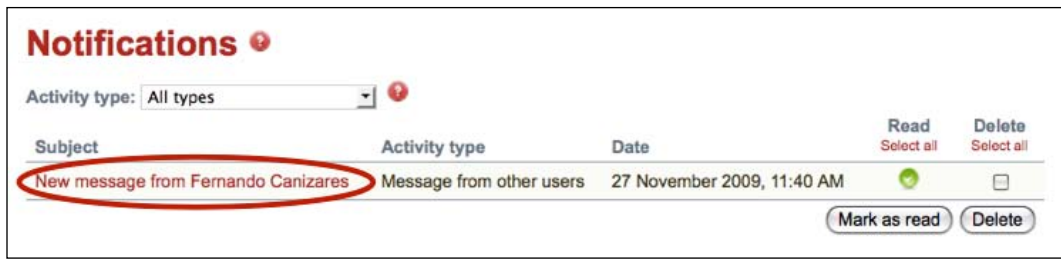 Notifications ?
Activity type: All types ?
Read Delete
Subject Activity type Date Select all Select all
New message from Fernando Canizares Message from other users 27 November 2009, 11:40 AM
Mark as read Delete